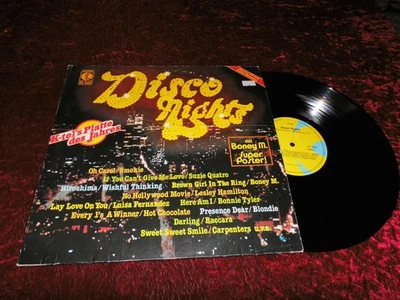 Disco
Nights
K-tel's Platte
des Jahres
mit
Boney M.
Super
Poster!
Oh Carol/Smokie
If You Can't Give Me Love/Suzie Quatro
Hiroshima/Wishful Thinking
Brown Girl In The Ring/Boney M.
No Hollywood Movie/Lesley Hamilton
Lay Love On You/Luisa Fernandez
Here Am I/Bonnie Tyler
Every 1's A Winner/Hot Chocolate
Presence Dear/Blondie
Darling/Baccara
Sweet Sweet Smile/Carpenters u.v.a.